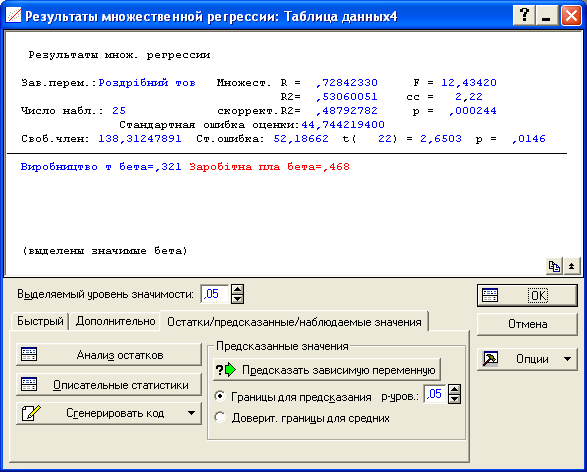 Результаты множественной регрессии: Таблица данных4
Результаты множ. регрессии
Зав.перем.:Роздрібний тов Множест. R = ,72842330 F = 12,43420
R2= ,53060051 сс = 2,22
Число набл.: 25 скоррект.R2= ,48792782 p = ,000244
Стандартная ошибка оценки:44,744219400
Своб.член: 138,31247891 Ст.ошибка: 52,18662 t( 22) = 2,6503 p = ,0146
Виробництво т бета=,321 Заробітна пла бета=,468
(выделены значимые бета)
Выделяемый уровень значимости: ,05
OK
Быстрый Дополнительно Остатки/предсказанные/наблюдаемые значения
Отмена
Анализ остатков
Описательные статистики
Сгенерировать код
Предсказанные значения
Предсказать зависимую переменную
Опции
Границы для предсказания р-уров.: ,05
Доверит. границы для средних